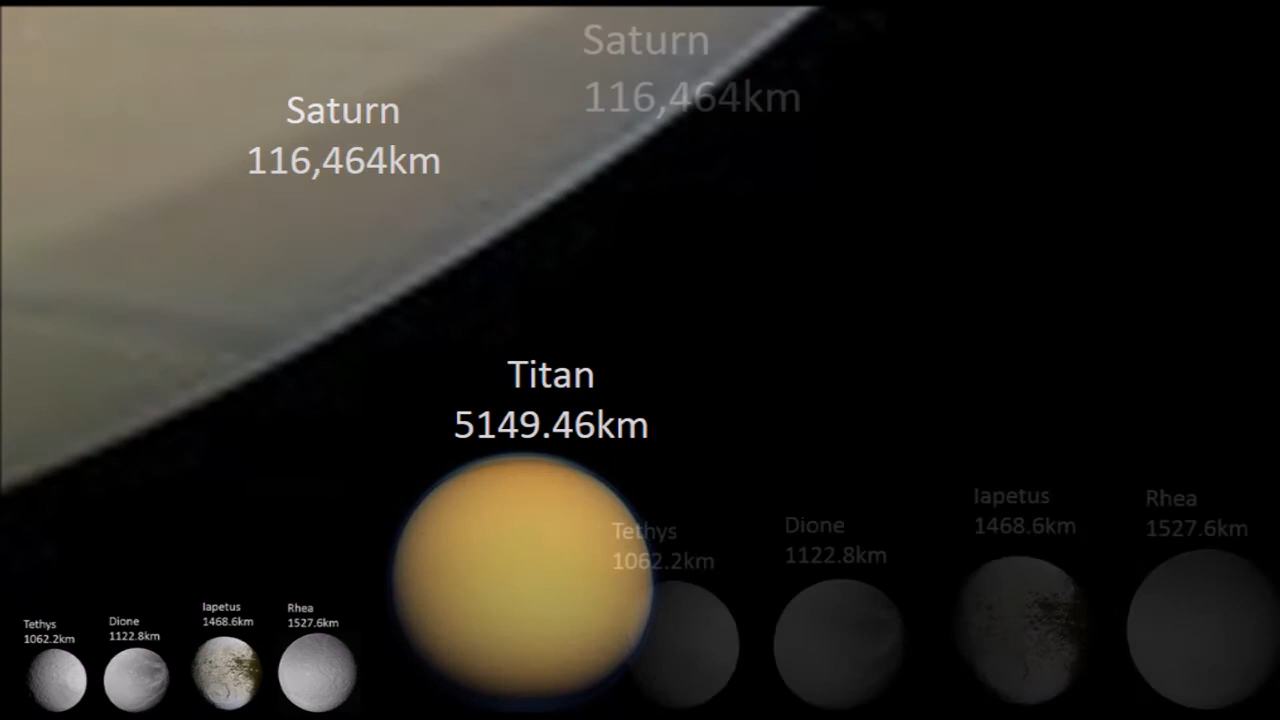 Saturn
116,464km
Saturn
116,464km
Titan
5149.46km
Tethys
1062.2km
Dione
1122.8km
Iapetus
1468.6km
Rhea
1527.6km
Tethys
1062.2km
Dione
1122.8km
Iapetus
1468.6km
Rhea
1527.6km